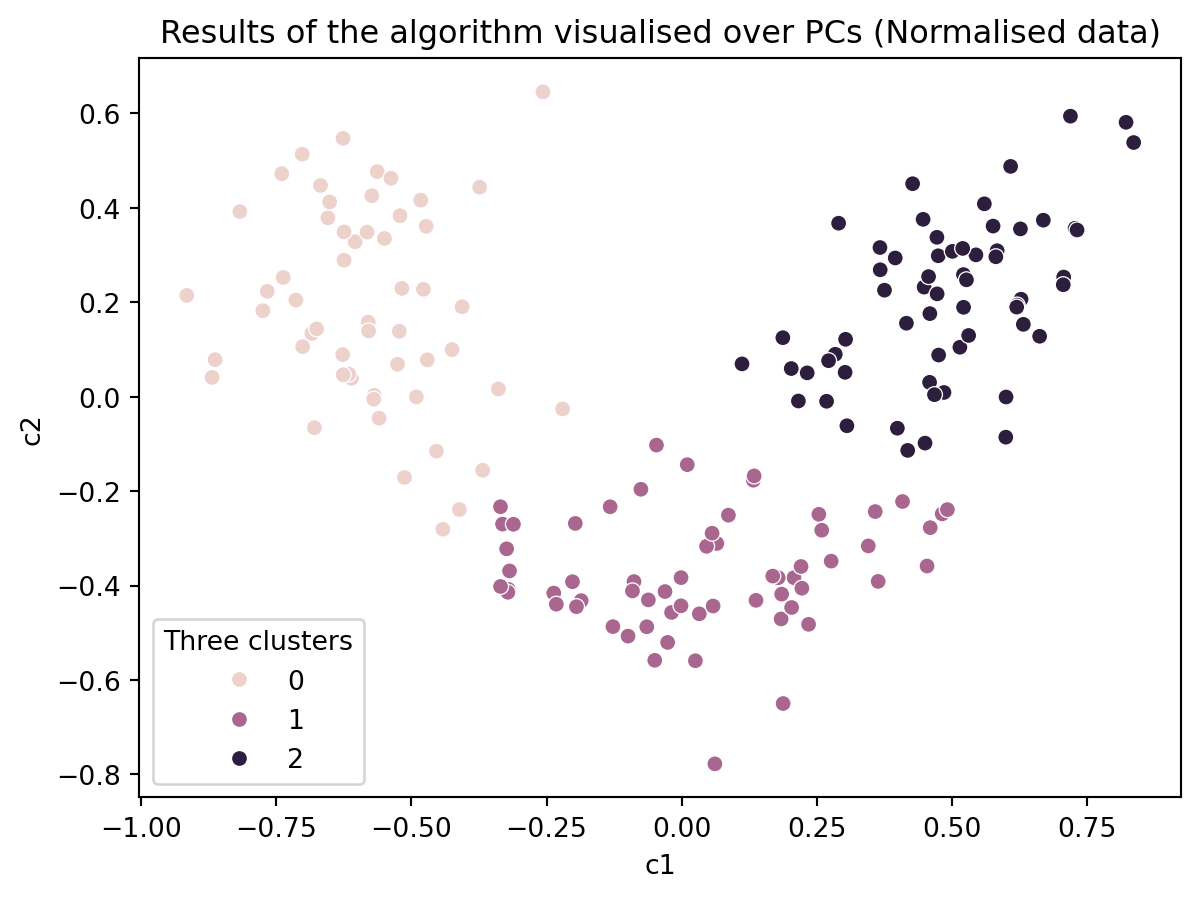 Results of the algorithm visualised over PCs (Normalised data)
0.6
0.4
0.2
0.0
−0.2
−0.4
−0.6
−0.8
c2
Three clusters
0
1
2
−1.00 −0.75 −0.50 −0.25 0.00 0.25 0.50 0.75
c1